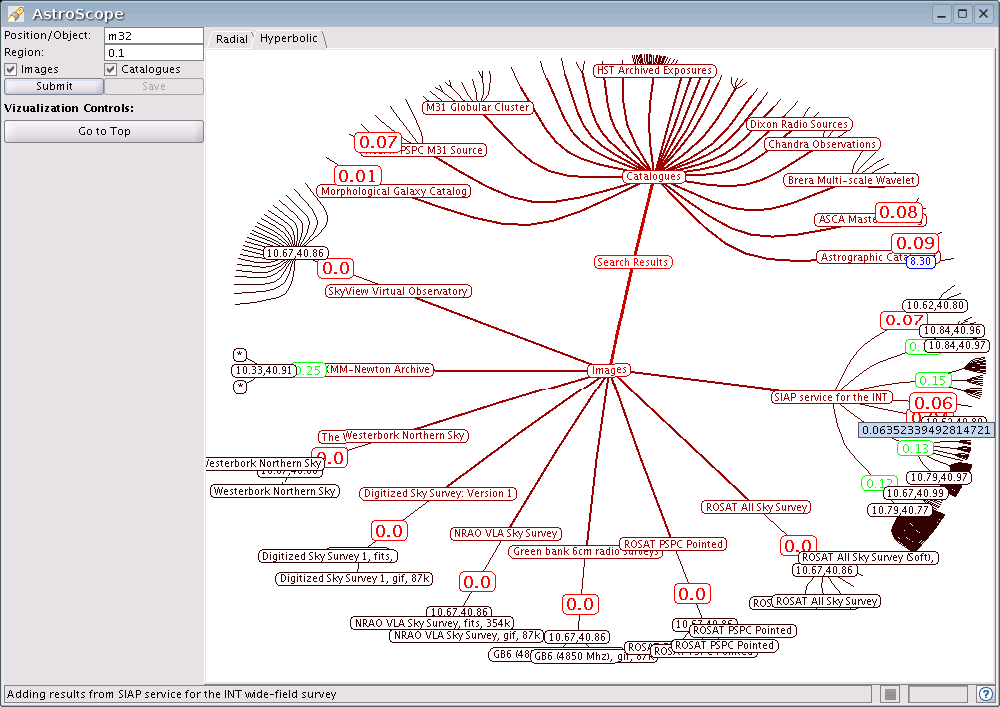 AstroScope
Position/Object:
m32
Region:
0.1
Images
Catalogues
Submit
Save
Vizualization Controls:
Go to Top
Radial
Hyperbolic
HST Archived Exposures
M31 Globular Cluster
Dixon Radio Sources
0.07
PSPC M31 Source
Chandra Observations
0.01
Catalogues
Brera Multi-scale Wavelet
Morphological Galaxy Catalog
ASCA Mast
0.08
0.09
10.67,40.86
Astrographic Cata
8.30
Search Results
0.0
SkyView Virtual Observatory
10.62,40.80
0.07
10.84,40.96
10.84,40.97
*
10.33,40.91
0.25
MM-Newton Archive
Images
0.15
*
SIAP service for the INT
0.06
0.06352339492814721
The
Westerbork Northern Sky
0.13
0.0
Westerbork Northern Sky
10.67,40.86
10.79,40.97
0.12
Westerbork Northern Sky
Digitized Sky Survey: Version 1
10.67,40.99
ROSAT All Sky Survey
10.79,40.77
0.0
NRAO VLA Sky Survey
Green bank 6cm radio surveys
ROSAT PSPC Pointed
0.0
Digitized Sky Survey 1, fits,
ROSAT All Sky Survey (Soft),
10.67,40.86
Digitized Sky Survey 1, gif, 87k
0.0
0.0
0.0
ROS
ROSAT All Sky Survey
10.67,40.86
NRAO VLA Sky Survey, fits, 354k
10.67,40.86
ROSAT PSPC Pointed
NRAO VLA Sky Survey, gif, 87k
10.67,40.86
ROSA
ROSAT PSPC Pointed
GB6 (48
GB6 (4850 Mhz), gif, 87k
ROSAT PSPC Pointed
Adding results from SIAP service for the INT wide-field survey
?